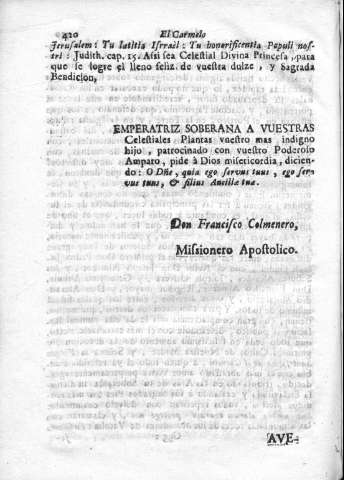 420 El Carmelo
Jerusalem: Tu lætitia Israel: Tu honorificentia Populi nos-
tri: Judith. cap. 15. Assi sea Celestial Divina Princesa, para
que se logre el lleno feliz de vuestra dulze, y Sagrada
Bendicion,
EMPERATRIZ SOBERANA A VUESTRAS
Celestiales Plantas vuestro mas indigno
hijo, patrocinado con vuestro Poderoso
Amparo, pide à Dios misericordia, dicien-
do: O Dñe, quia ego servus tuus, ego ser-
vus tuus, & filius Ancillæ tuæ.
Don Francisco Colmenero,
Missionero Apostolico.
AVE-